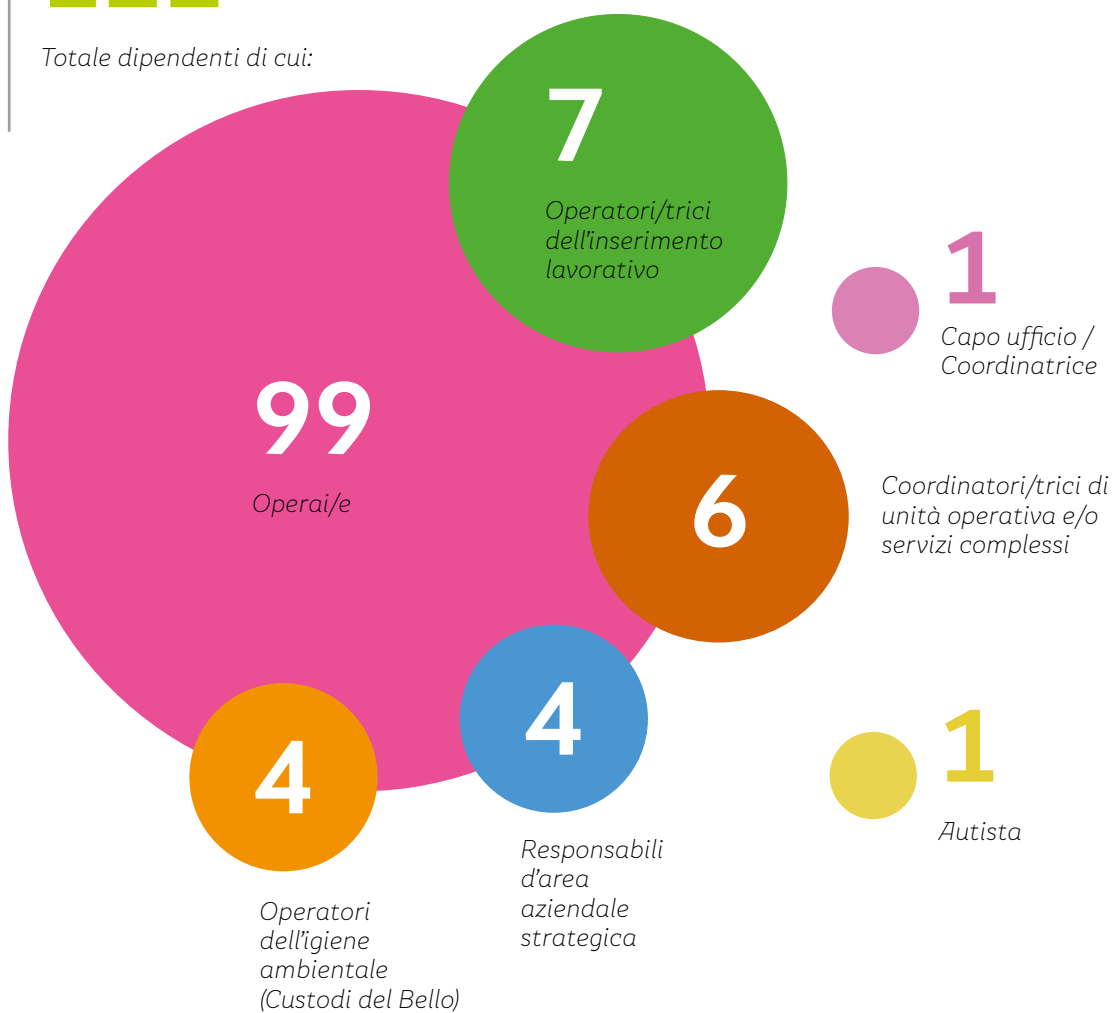 Totale dipendenti di cui:
7
Operatori/trici
dell'inserimento
lavorativo
1
Capo ufficio /
Coordinatrice
99
Operai/e
6
Coordinatori/trici di
unità operativa e/o
servizi complessi
4
Responsabili
d'area
aziendale
strategica
4
Operatori
dell'igiene
ambientale
(Custodi del Bello)
1
Autista